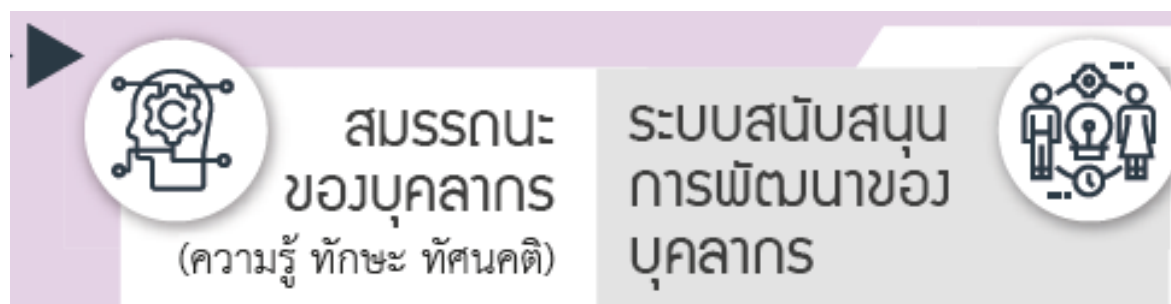 สมรรถนะ
ของบุคลากร
(ความรู้ ทักษะ ทัศนคติ)
ระบบสนับสนุน
การพัฒนาของ
บุคลากร